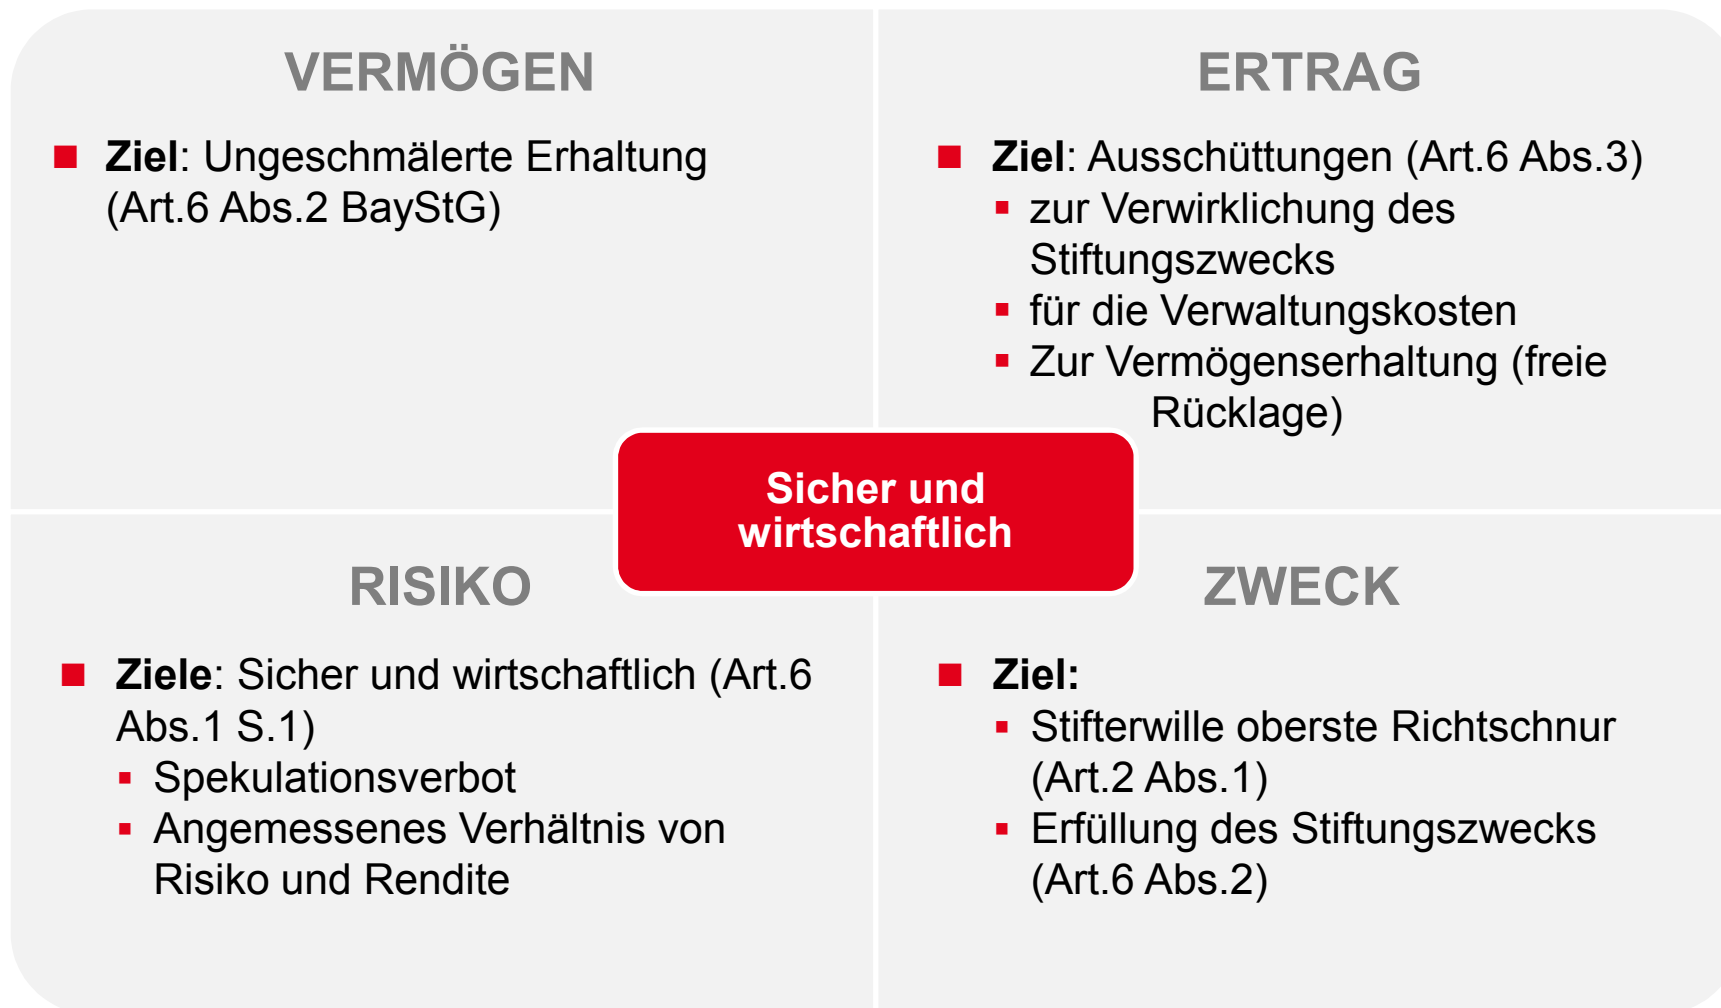 VERMÖGEN
Ziel: Ungeschmälerte Erhaltung
(Art.6 Abs.2 BayStG)
ERTRAG
Ziel: Ausschüttungen (Art.6 Abs.3)
zur Verwirklichung des
Stiftungszwecks
für die Verwaltungskosten
Zur Vermögenserhaltung (freie
Rücklage)
Sicher und
wirtschaftlich
RISIKO
Ziele: Sicher und wirtschaftlich (Art.6
Abs.1 S.1)
Spekulationsverbot
Angemessenes Verhältnis von
Risiko und Rendite
ZWECK
Ziel:
Stifterwille oberste Richtschnur
(Art.2 Abs.1)
Erfüllung des Stiftungszwecks
(Art.6 Abs.2)